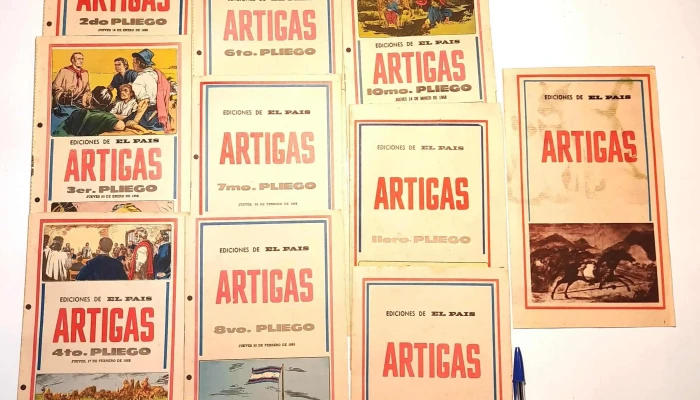 ARTIGAS
2do PLIEGO
EDICIONES DE EL PAIS
ARTIGAS
3er. PLIEGO
EDICIONES DE EL PAIS
ARTIGAS
4to. PLIEGO
ARTIGAS
6to. PLIEGO
EDICIONES DE EL PAIS
ARTIGAS
7mo. PLIEGO
EDICIONES DE EL PAIS
ARTIGAS
8vo. PLIEGO
EDICIONES DE EL PAIS
ARTIGAS
10mo. PLIEGO
EDICIONES DE EL PAIS
ARTIGAS
PLIEGO
EDICIONES DE EL PAIS
ARTIGAS
EDICIONES DE EL PAIS
ARTIGAS